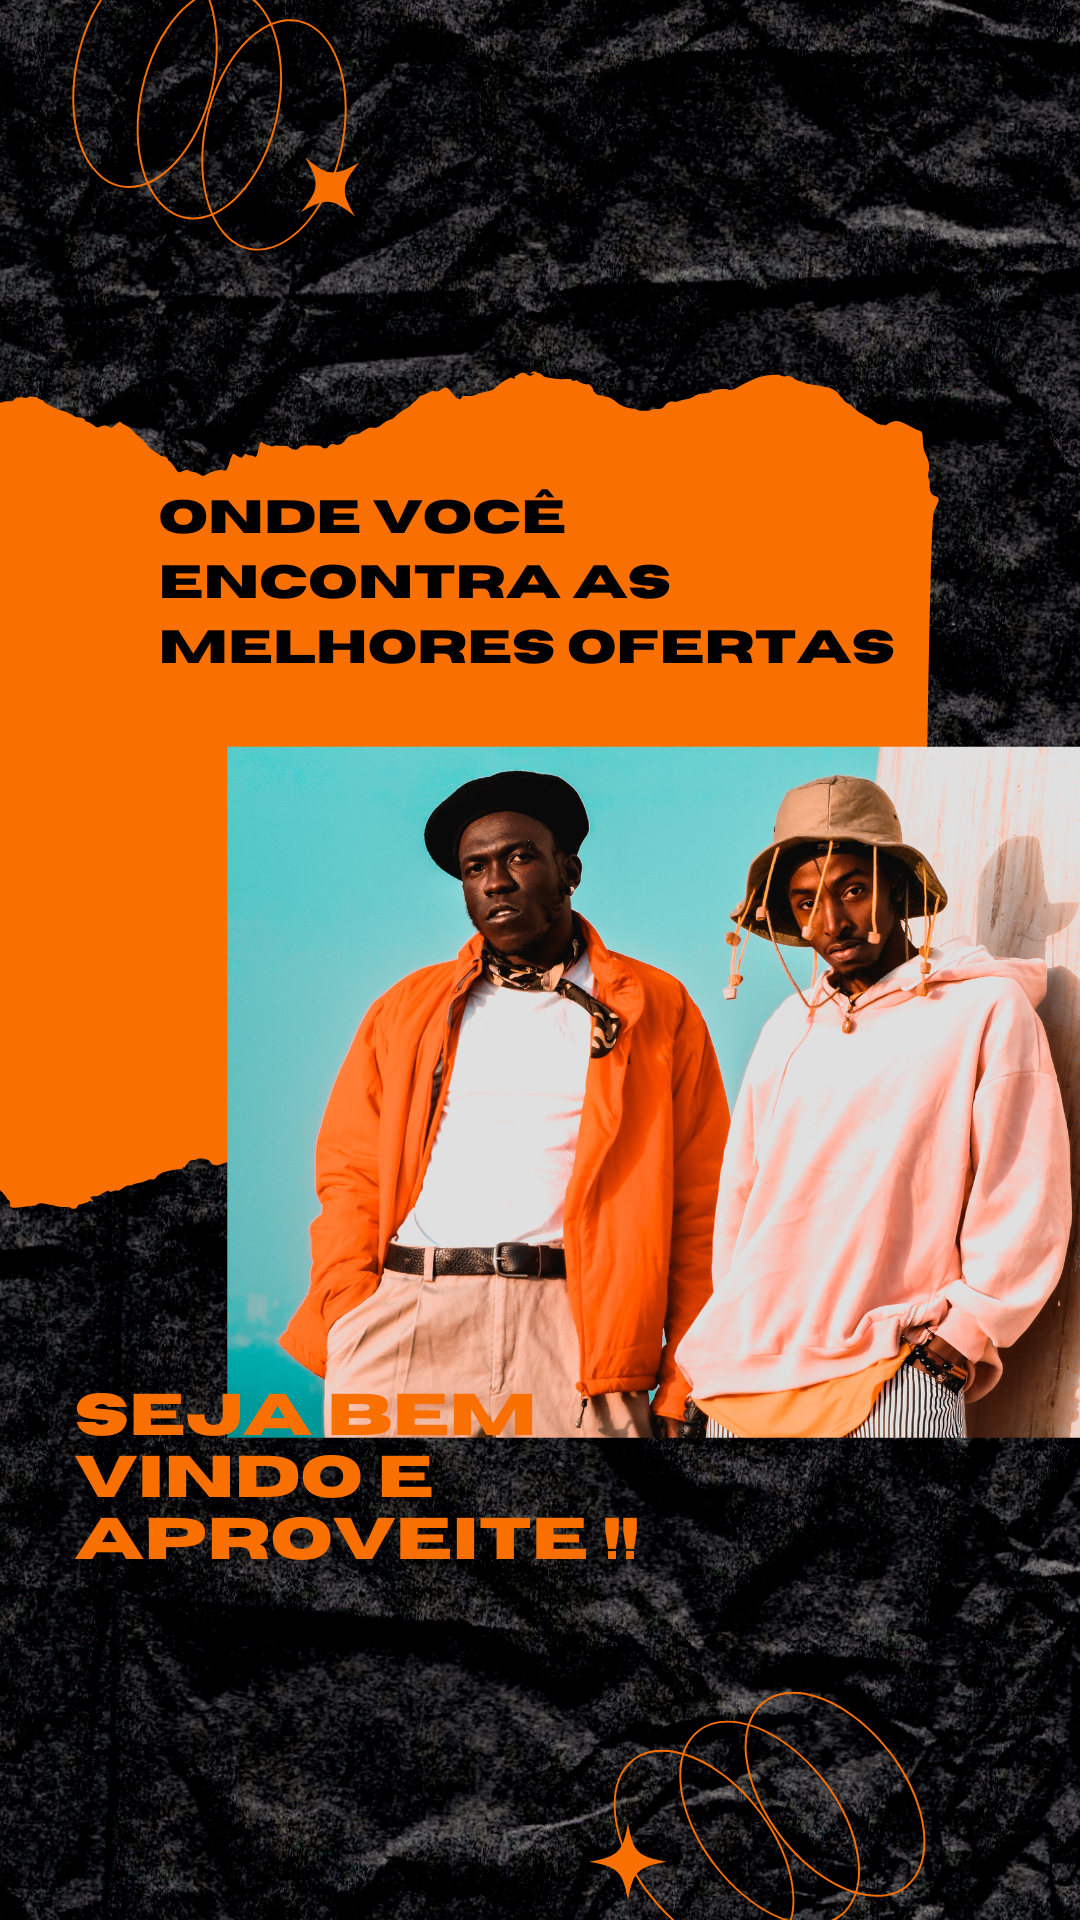 ONDE VOCÊ
ENCONTRA AS
MELHORES OFERTAS
SEJA BEM
VINDO E
APROVEITE !!